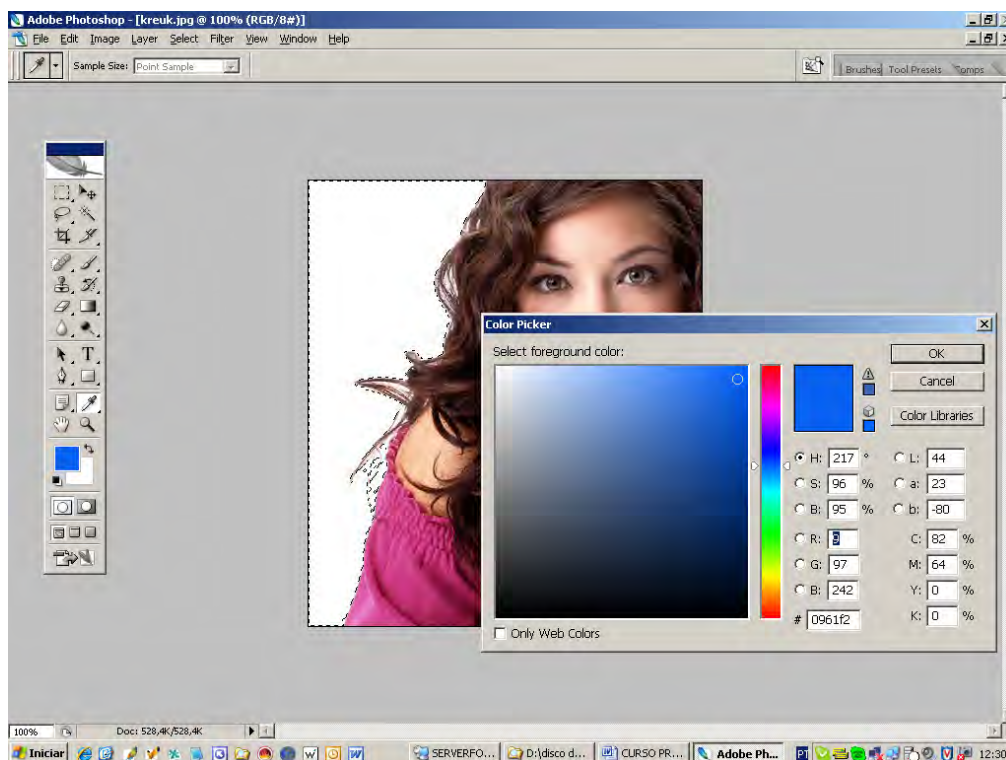 Adobe Photoshop - [kreuk.jpg @ 100% (RGB/8#)]
File Edit Image Layer Select Filter View Window Help
Sample Size: Point Sample
Brushes Tool Presets Comps
Color Picker
Select foreground color:
OK
Cancel
Color Libraries
H: 217 ° L: 44
S: 96 % a: 23
B: 95 % b: -80
R: 9 C: 82 %
G: 97 M: 64 %
B: 242 Y: 0 %
# 0961f2 K: 0 %
Only Web Colors
100% Doc: 528,4K/528,4K
Iniciar SERVERFO... D:\disco d... CURSO PR... Adobe Ph... PT 12:30